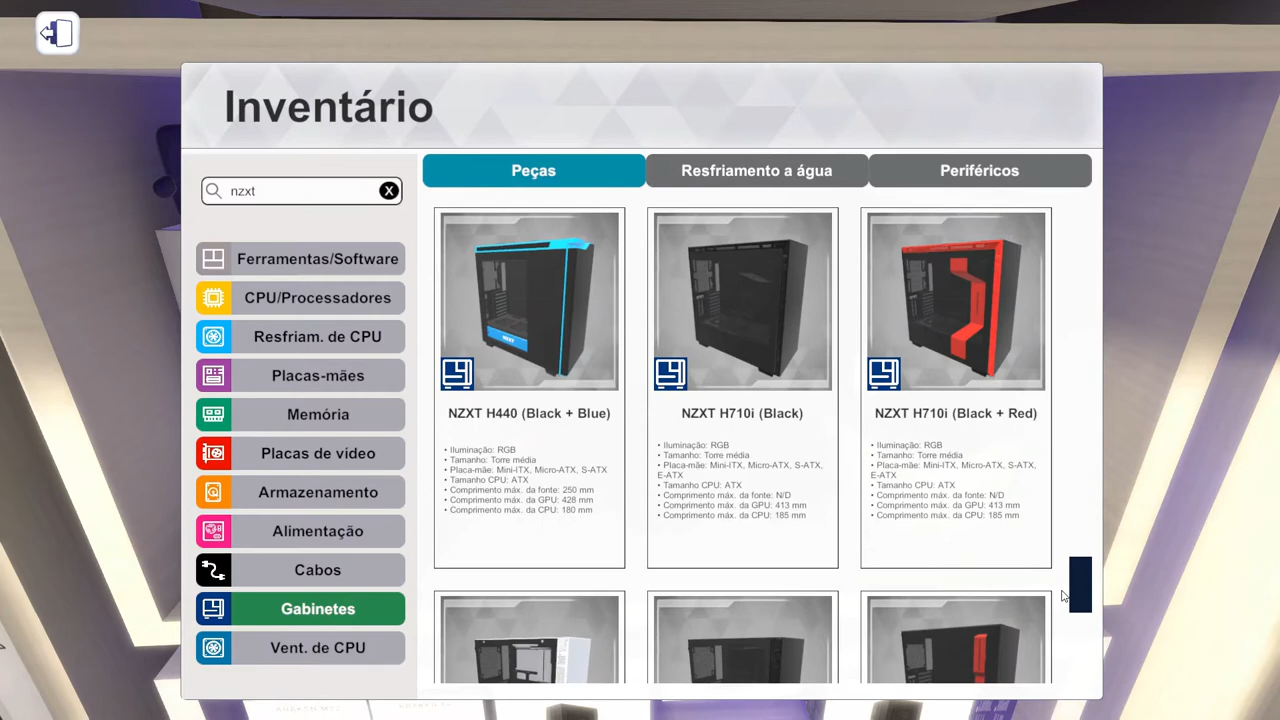 Inventário
nzxt
X
Ferramentas/Software
CPU/Processadores
Resfriam. de CPU
Placas-mães
Memória
Placas de vídeo
Armazenamento
Alimentação
Cabos
Gabinetes
Vent. de CPU
Peças
Resfriamento a água
Periféricos
NZXT
NZXT H440 (Black + Blue)
• Iluminação: RGB
• Tamanho: Torre média
• Placa-mãe: Mini-ITX, Micro-ATX, S-ATX
• Tamanho CPU: ATX
• Comprimento máx. da fonte: 250 mm
• Comprimento máx. da GPU: 428 mm
• Comprimento máx. da CPU: 180 mm
NZXT H710i (Black)
• Iluminação: RGB
• Tamanho: Torre média
• Placa-mãe: Mini-ITX, Micro-ATX, S-ATX,
E-ATX
• Tamanho CPU: ATX
• Comprimento máx. da fonte: N/D
• Comprimento máx. da GPU: 413 mm
• Comprimento máx. da CPU: 185 mm
NZXT H710i (Black + Red)
• Iluminação: RGB
• Tamanho: Torre média
• Placa-mãe: Mini-ITX, Micro-ATX, S-ATX,
E-ATX
• Tamanho CPU: ATX
• Comprimento máx. da fonte: N/D
• Comprimento máx. da GPU: 413 mm
• Comprimento máx. da CPU: 185 mm